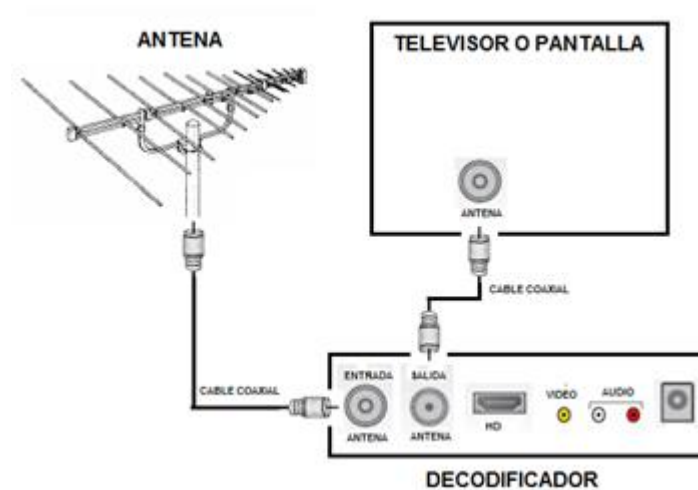 ANTENA
TELEVISOR O PANTALLA
ANTENA
CABLE COAXIAL
ENTRADA
SALIDA
CABLE COAXIAL
VIDEO
AUDIO
HD
ANTENA
ANTENA
DECODIFICADOR